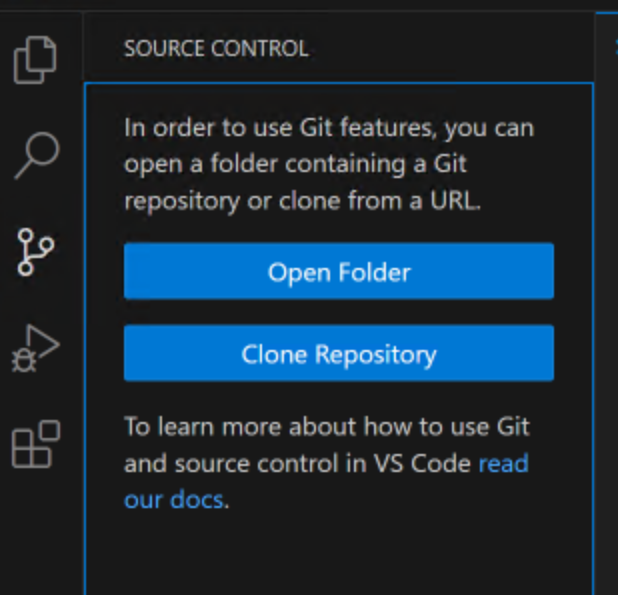 SOURCE CONTROL
In order to use Git features, you can
open a folder containing a Git
repository or clone from a URL.
Open Folder
Clone Repository
To learn more about how to use Git
and source control in VS Code read
our docs.